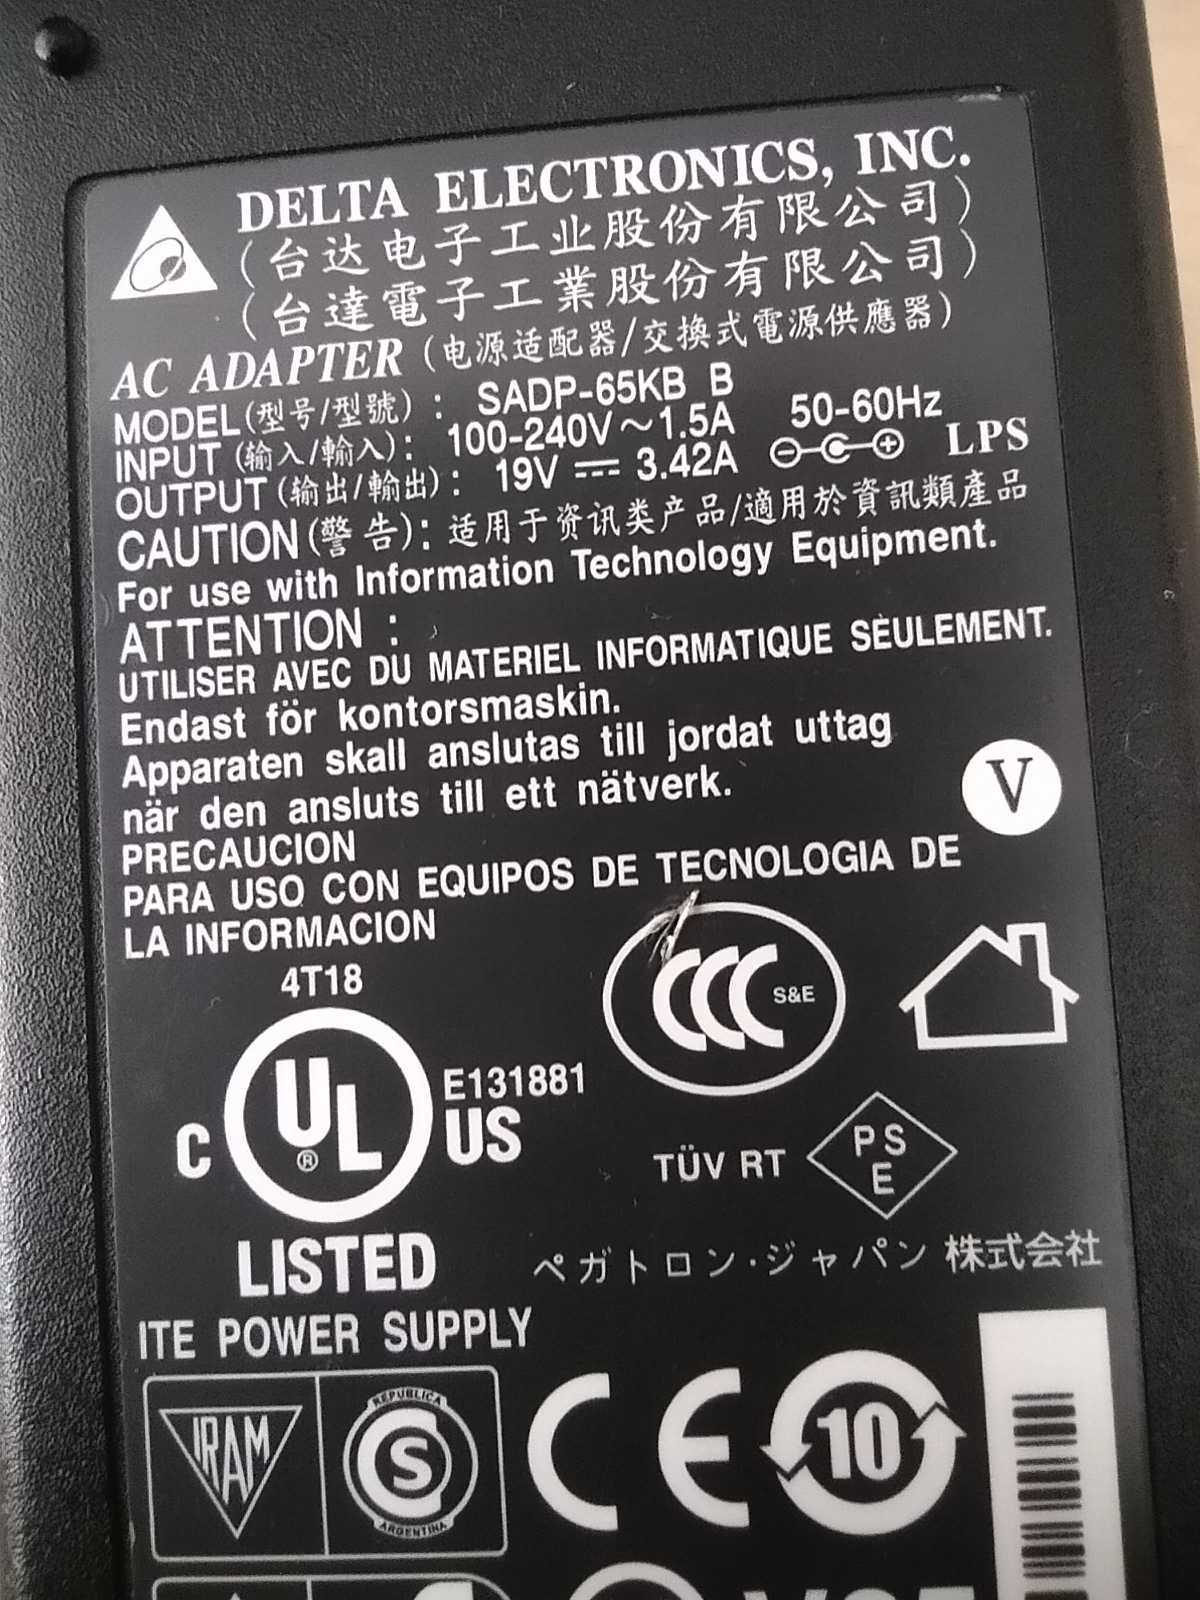 DELTA ELECTRONICS, INC.
(台达电子工业股份有限公司)
(台達電子工業股份有限公司)
AC ADAPTER (电源适配器/交換式電源供應器)
MODEL(型号/型號) : SADP-65KB B
INPUT (输入/輸入): 100-240V～1.5A 50-60Hz
OUTPUT (输出/輸出) : 19V 3.42A LPS
CAUTION (警告): 适用于资讯类产品/適用於資訊類產品
For use with Information Technology Equipment.
ATTENTION :
UTILISER AVEC DU MATERIEL INFORMATIQUE SEULEMENT.
Endast för kontorsmaskin.
Apparaten skall anslutas till jordat uttag
när den ansluts till ett nätverk.
V
PRECAUCION
PARA USO CON EQUIPOS DE TECNOLOGIA DE
LA INFORMACION
4T18
CCC S&E
C UL ® US
E131881
TÜV RT
PS
E
LISTED
ペガトロン·ジャパン 株式会社
ITE POWER SUPPLY
IRAM
REPUBLICA
S
ARGENTINA
CE
10